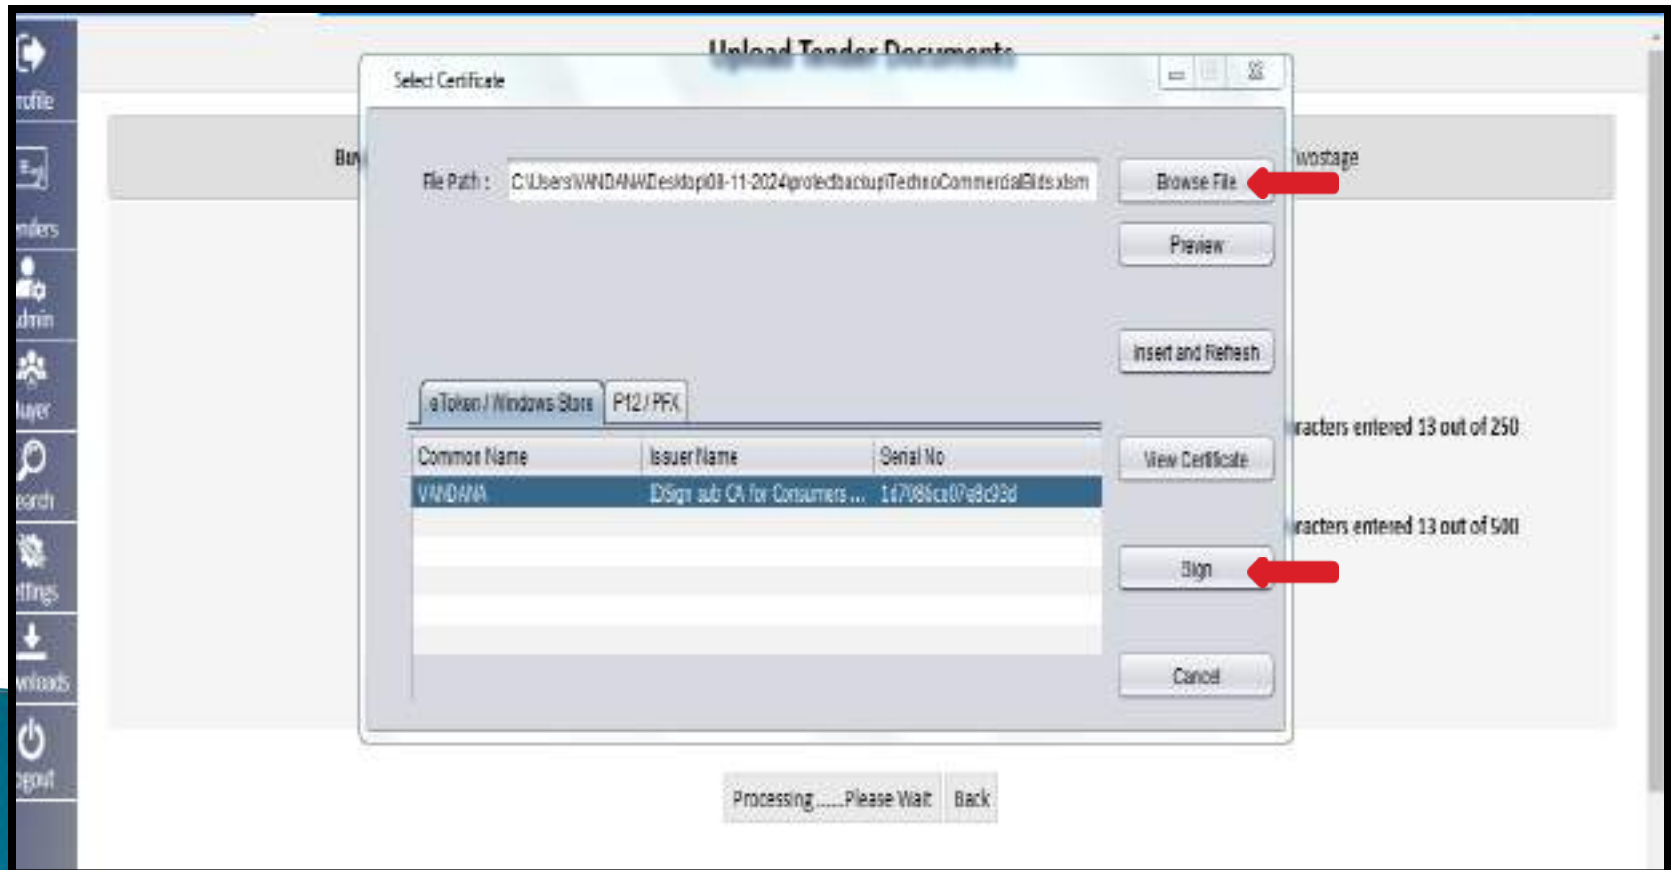 Upload Tender Documents
Select Certificate
rofile
Buy
wostage
File Path :
C:\Users\VANDANA\Desktop\08-11-2024\protectbackup\TechnoCommercialBids.xlsm
Browse File
Preview
nders
dmin
Insert and Refresh
eToken / Windows Store
P12 / PFX
uyer
racters entered 13 out of 250
Common Name
Issuer Name
Serial No
View Certificate
VANDANA
IDSign sub CA for Consumers ...
earch
racters entered 13 out of 500
Sign
ttings
Cancel
wnloads
ogout
Processing......Please Wait
Back